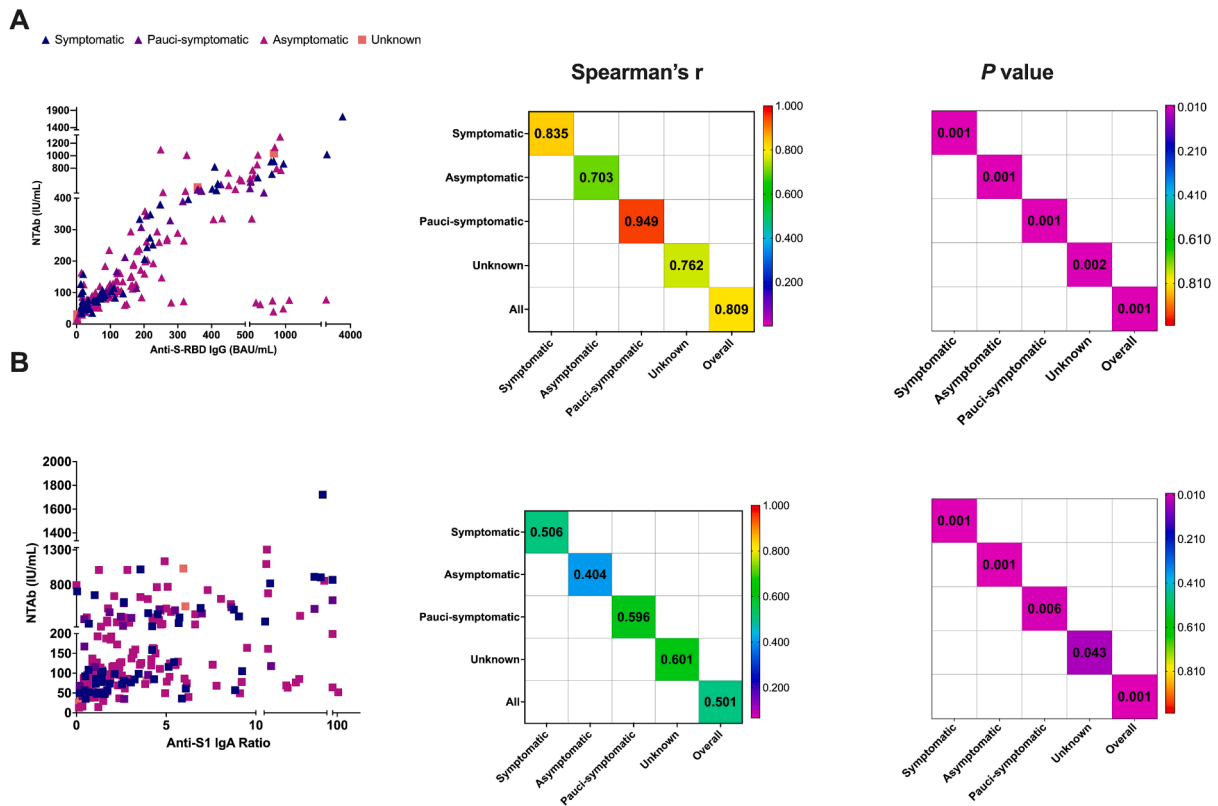 A
Symptomatic Pauci-symptomatic Asymptomatic Unknown
NTAb (IU/mL)
1900
1400
1200
1000
800
400
300
200
100
0
0 100 200 300 400 500 1000 4000
Anti-S-RBD IgG (BAU/mL)
Spearman's r
Symptomatic
Asymptomatic
Pauci-symptomatic
Unknown
All
0.835
0.703
0.949
0.762
0.809
Symptomatic
Asymptomatic
Pauci-symptomatic
Unknown
Overall
1.000
0.800
0.600
0.400
0.200
P value
0.001
0.001
0.001
0.002
0.001
Symptomatic
Asymptomatic
Pauci-symptomatic
Unknown
Overall
0.010
0.210
0.410
0.610
0.810
B
NTAb (IU/mL)
2000
1800
1600
1400
1300
800
200
150
100
50
0
0 5 10 100
Anti-S1 IgA Ratio
Symptomatic
Asymptomatic
Pauci-symptomatic
Unknown
All
0.506
0.404
0.596
0.601
0.501
Symptomatic
Asymptomatic
Pauci-symptomatic
Unknown
Overall
1.000
0.800
0.600
0.400
0.200
0.001
0.001
0.006
0.043
0.001
Symptomatic
Asymptomatic
Pauci-symptomatic
Unknown
Overall
0.010
0.210
0.410
0.610
0.810